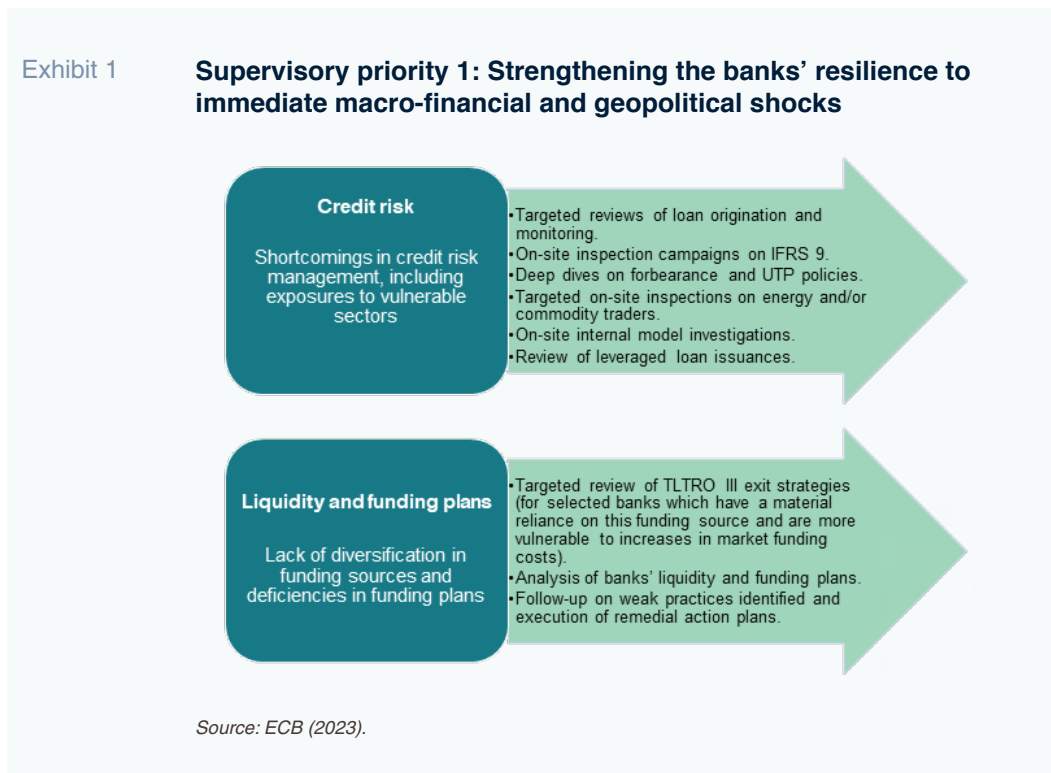 Exhibit 1
Supervisory priority 1: Strengthening the banks’ resilience to
immediate macro-financial and geopolitical shocks
Credit risk
Shortcomings in credit risk
management, including
exposures to vulnerable
sectors
•Targeted reviews of loan origination and
monitoring.
•On-site inspection campaigns on IFRS 9.
•Deep dives on forbearance and UTP policies.
•Targeted on-site inspections on energy and/or
commodity traders.
•On-site internal model investigations.
•Review of leveraged loan issuances.
Liquidity and funding plans
Lack of diversification in
funding sources and
deficiencies in funding plans
•Targeted review of TLTRO III exit strategies
(for selected banks which have a material
reliance on this funding source and are more
vulnerable to increases in market funding
costs).
•Analysis of banks’ liquidity and funding plans.
•Follow-up on weak practices identified and
execution of remedial action plans.
Source: ECB (2023).